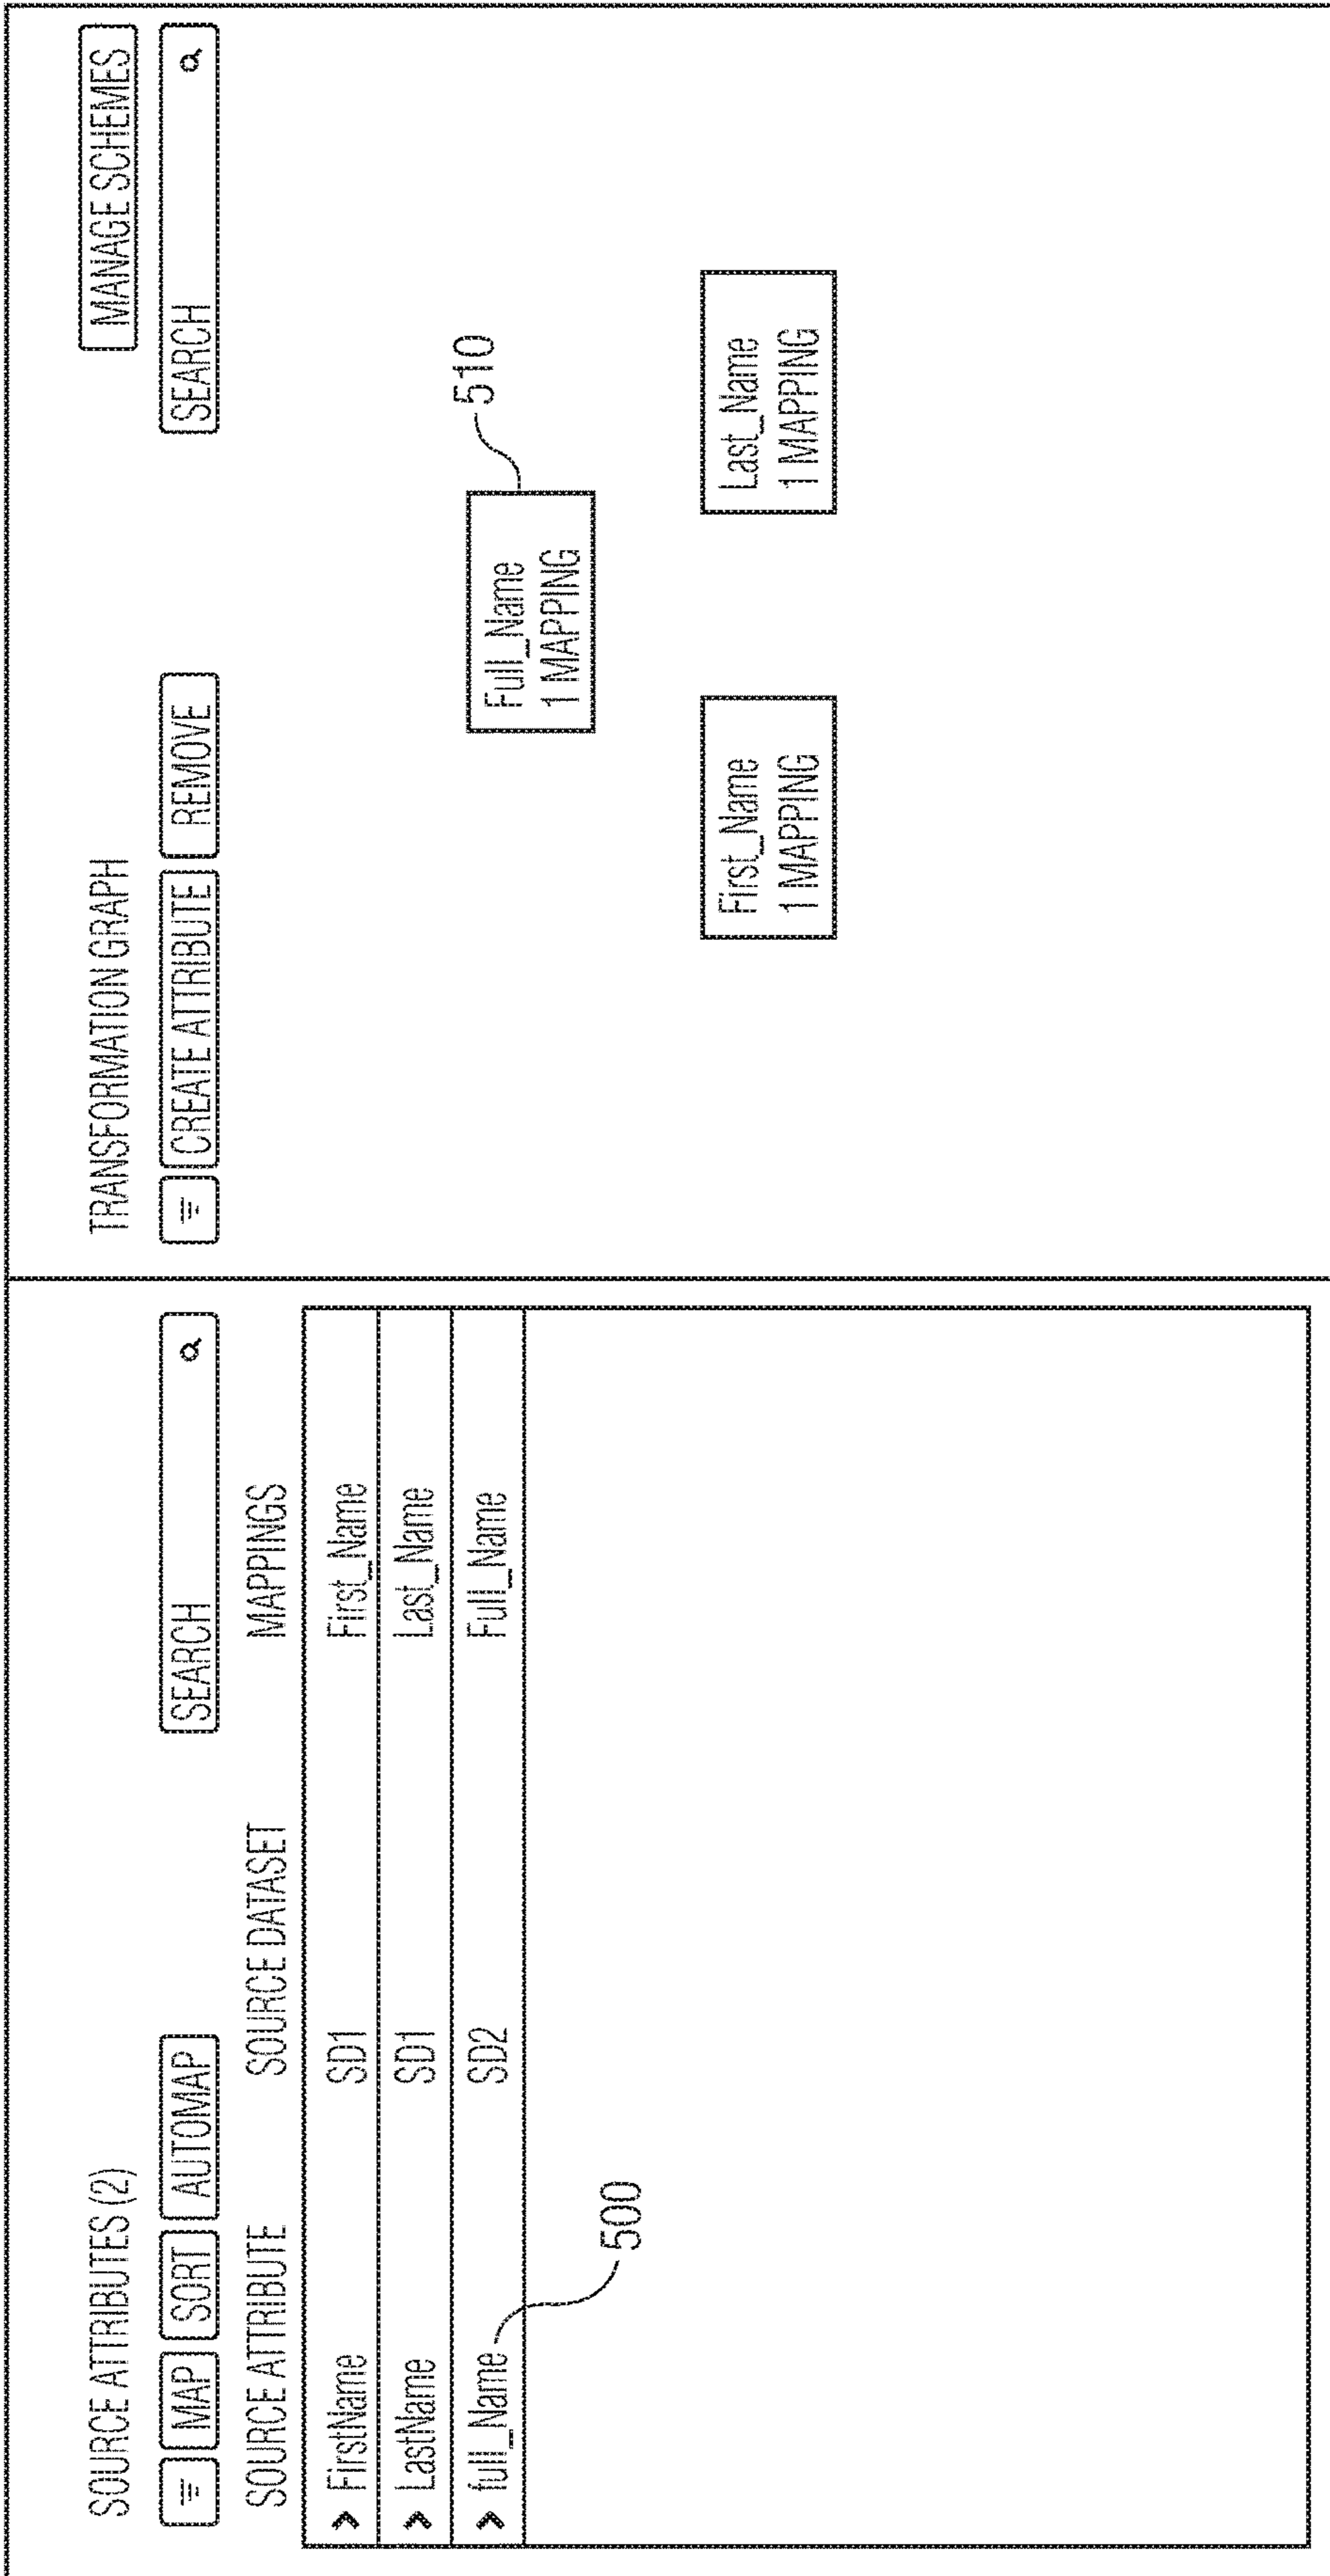 SOURCE ATTRIBUTES (2)
MAP SORT AUTOMAP SEARCH
SOURCE ATTRIBUTE SOURCE DATASET MAPPINGS
FirstName SD1 First_Name
LastName SD1 Last_Name
full_Name SD2 Full_Name
500
TRANSFORMATION GRAPH MANAGE SCHEMES
CREATE ATTRIBUTE REMOVE SEARCH
510
Full_Name
1 MAPPING
First_Name
1 MAPPING
Last_Name
1 MAPPING